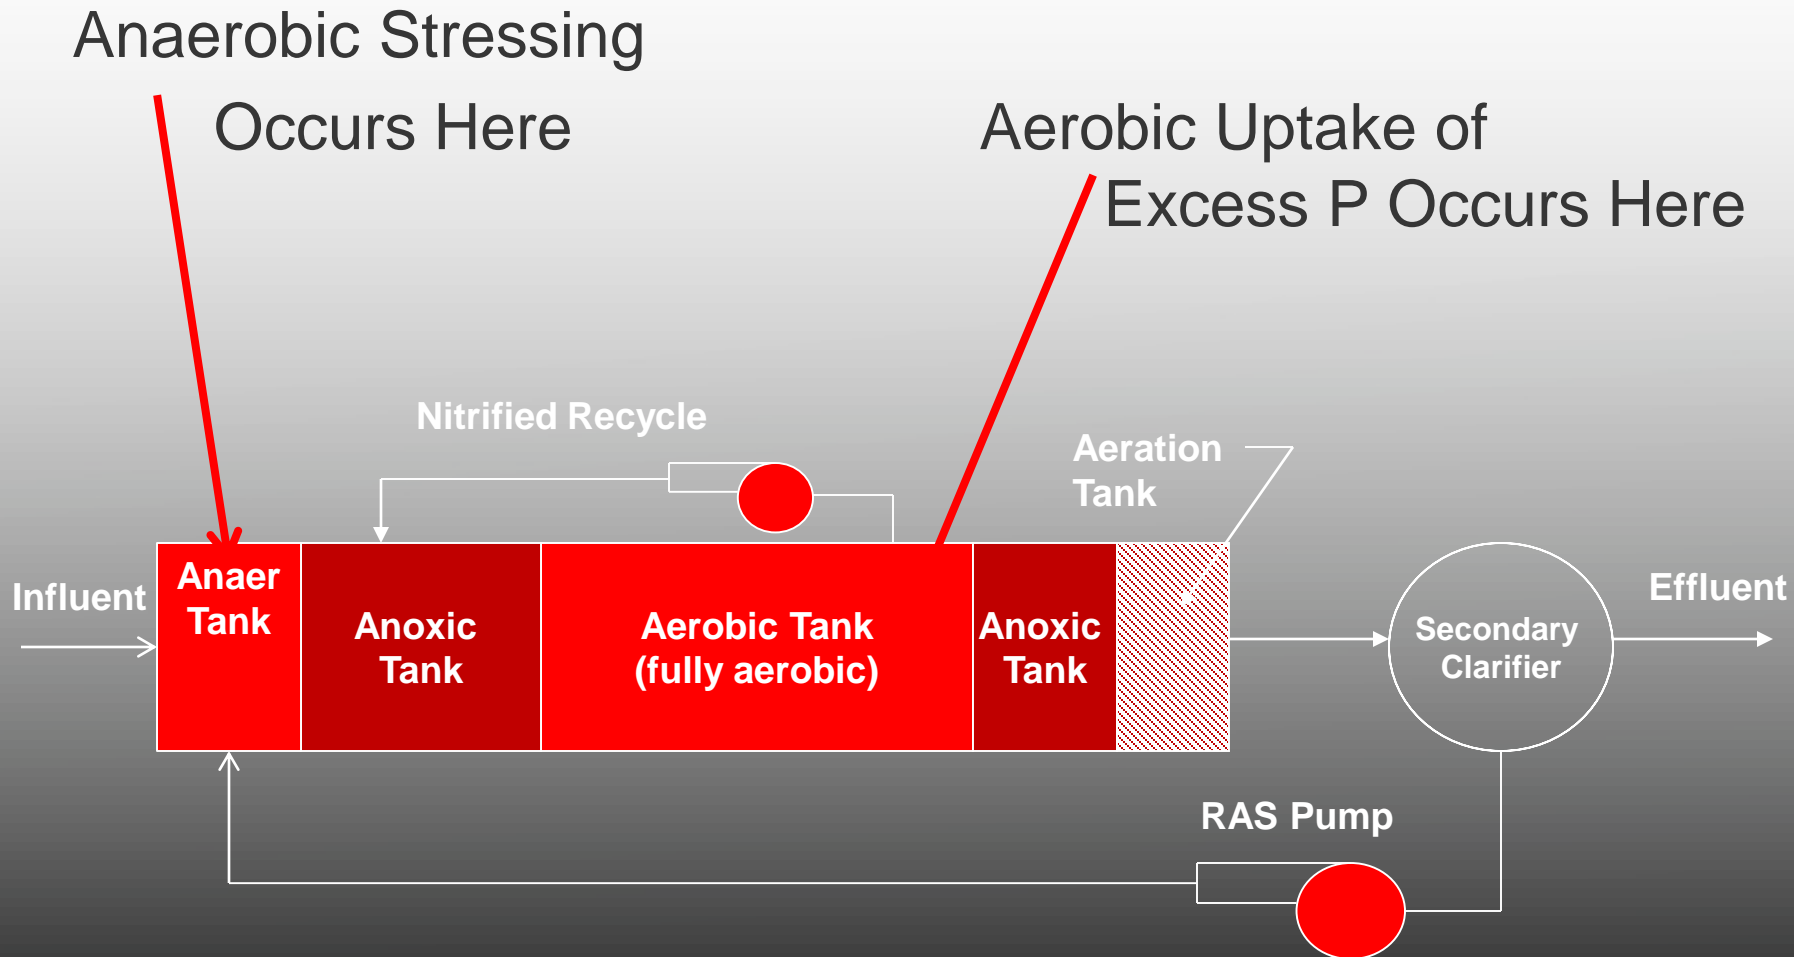 Anaerobic Stressing
Occurs Here
Aerobic Uptake of
Excess P Occurs Here
Nitrified Recycle
Aeration
Tank
Influent
Anaer
Tank
Anoxic
Tank
Aerobic Tank
(fully aerobic)
Anoxic
Tank
Secondary
Clarifier
Effluent
RAS Pump